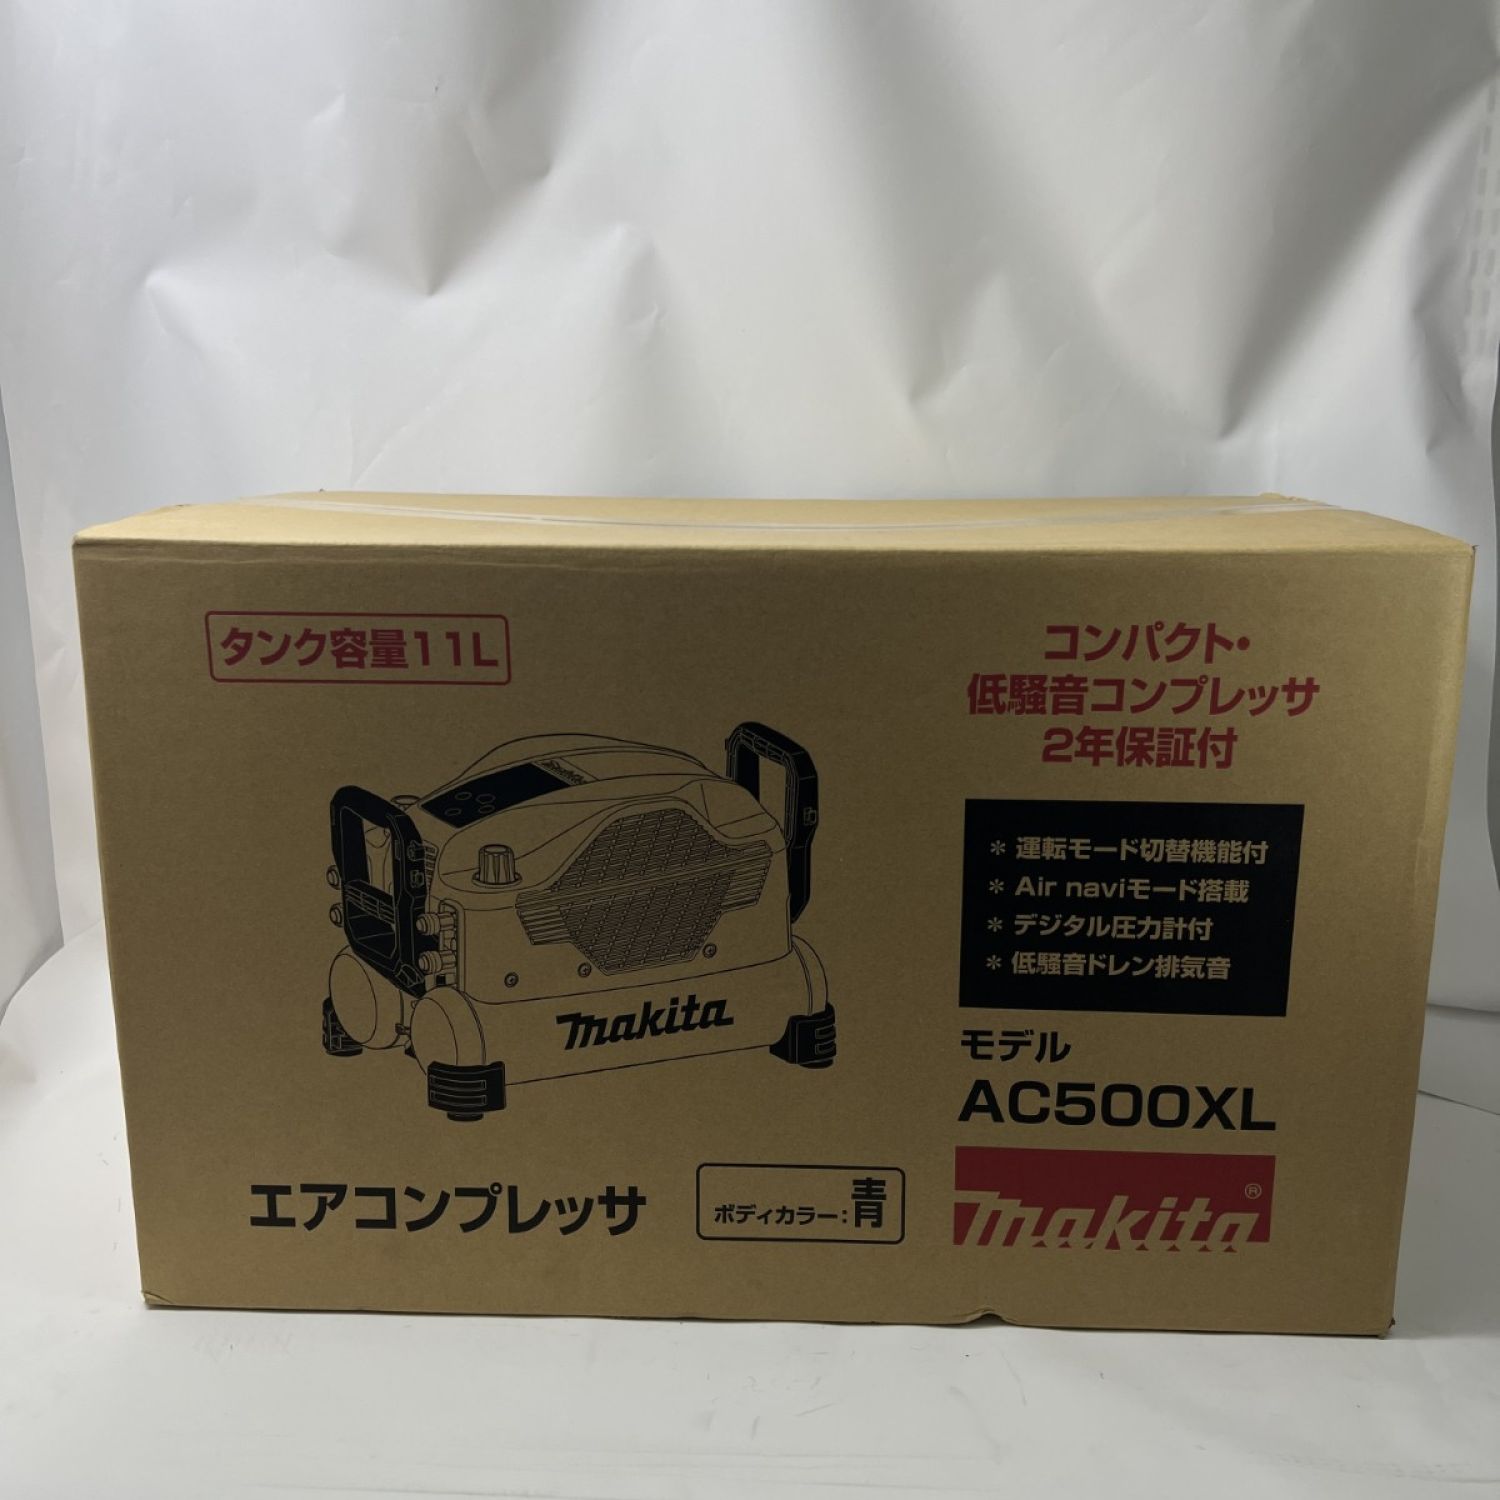 タンク容量11L
コンパクト・
低騒音コンプレッサ
2年保証付
makita
＊ 運転モード切替機能付
＊ Air naviモード搭載
＊ デジタル圧力計付
＊ 低騒音ドレン排気音
makita
モデル
AC500XL
エアコンプレッサ
ボディカラー:青
makita®